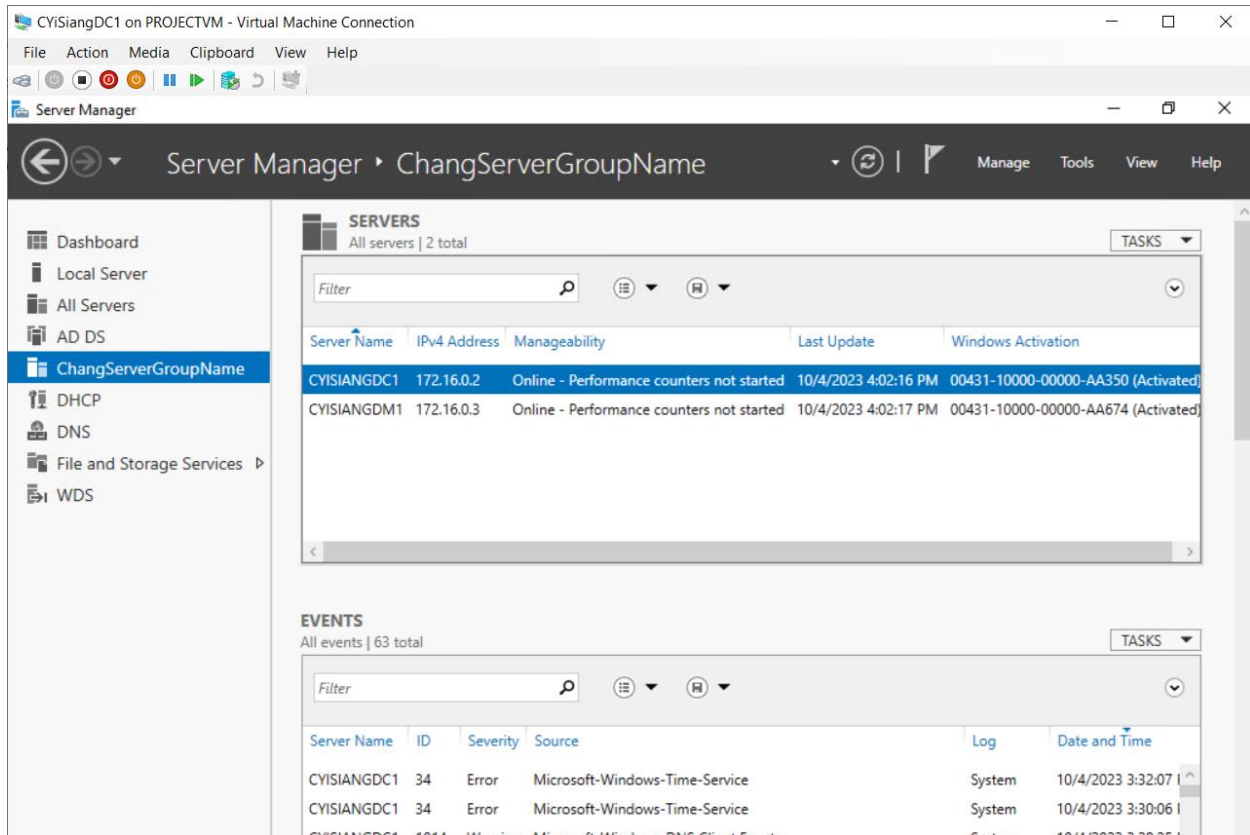 CYiSiangDC1 on PROJECTVM - Virtual Machine Connection
File Action Media Clipboard View Help
Server Manager
Server Manager ‣ ChangServerGroupName
Manage Tools View Help
Dashboard
Local Server
All Servers
AD DS
ChangServerGroupName
DHCP
DNS
File and Storage Services
WDS
SERVERS
All servers | 2 total
TASKS
Filter
Server Name IPv4 Address Manageability Last Update Windows Activation
CYISIANGDC1 172.16.0.2 Online - Performance counters not started 10/4/2023 4:02:16 PM 00431-10000-00000-AA350 (Activated)
CYISIANGDM1 172.16.0.3 Online - Performance counters not started 10/4/2023 4:02:17 PM 00431-10000-00000-AA674 (Activated)
EVENTS
All events | 63 total
TASKS
Filter
Server Name ID Severity Source Log Date and Time
CYISIANGDC1 34 Error Microsoft-Windows-Time-Service System 10/4/2023 3:32:07
CYISIANGDC1 34 Error Microsoft-Windows-Time-Service System 10/4/2023 3:30:06